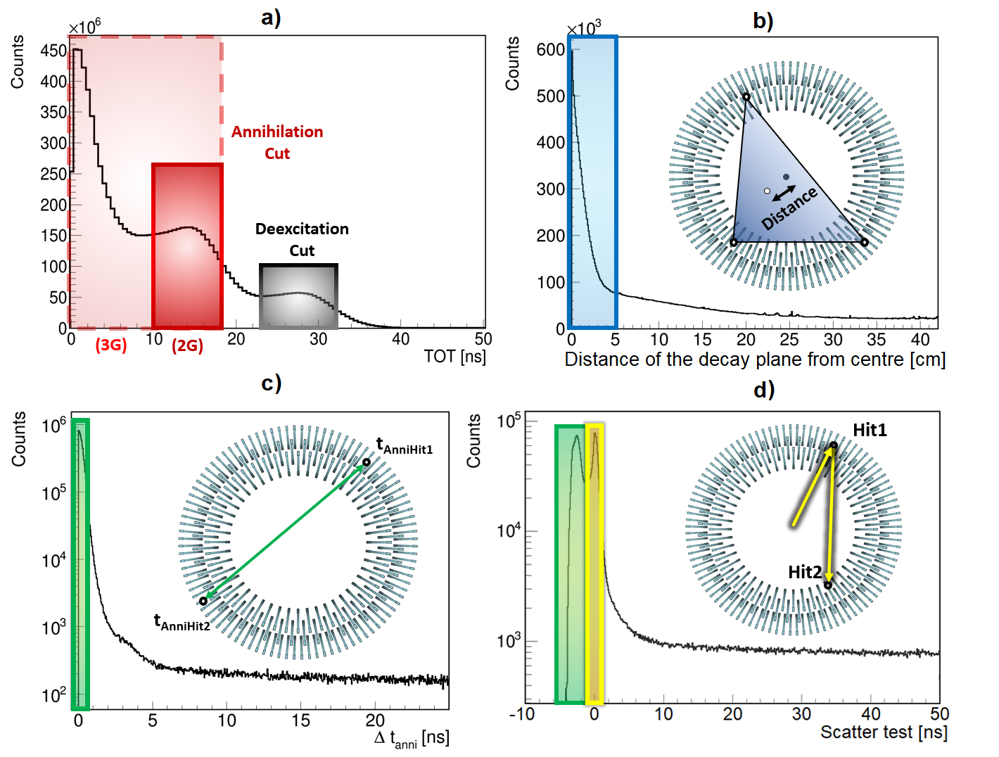 a)
×10⁶
Counts
450
400
350
300
250
200
150
100
50
0
Annihilation
Cut
Deexcitation
Cut
0 10 20 30 40 50
(3G) (2G)
TOT [ns]
b)
×10³
Counts
600
500
400
300
200
100
0
Distance
0 5 10 15 20 25 30 35 40
Distance of the decay plane from centre [cm]
c)
Counts
10⁶
10⁵
10⁴
10³
10²
tAnniHit1
tAnniHit2
0 5 10 15 20
Δ tanni [ns]
d)
Counts
10⁵
10⁴
10³
Hit1
Hit2
-10 0 10 20 30 40 50
Scatter test [ns]